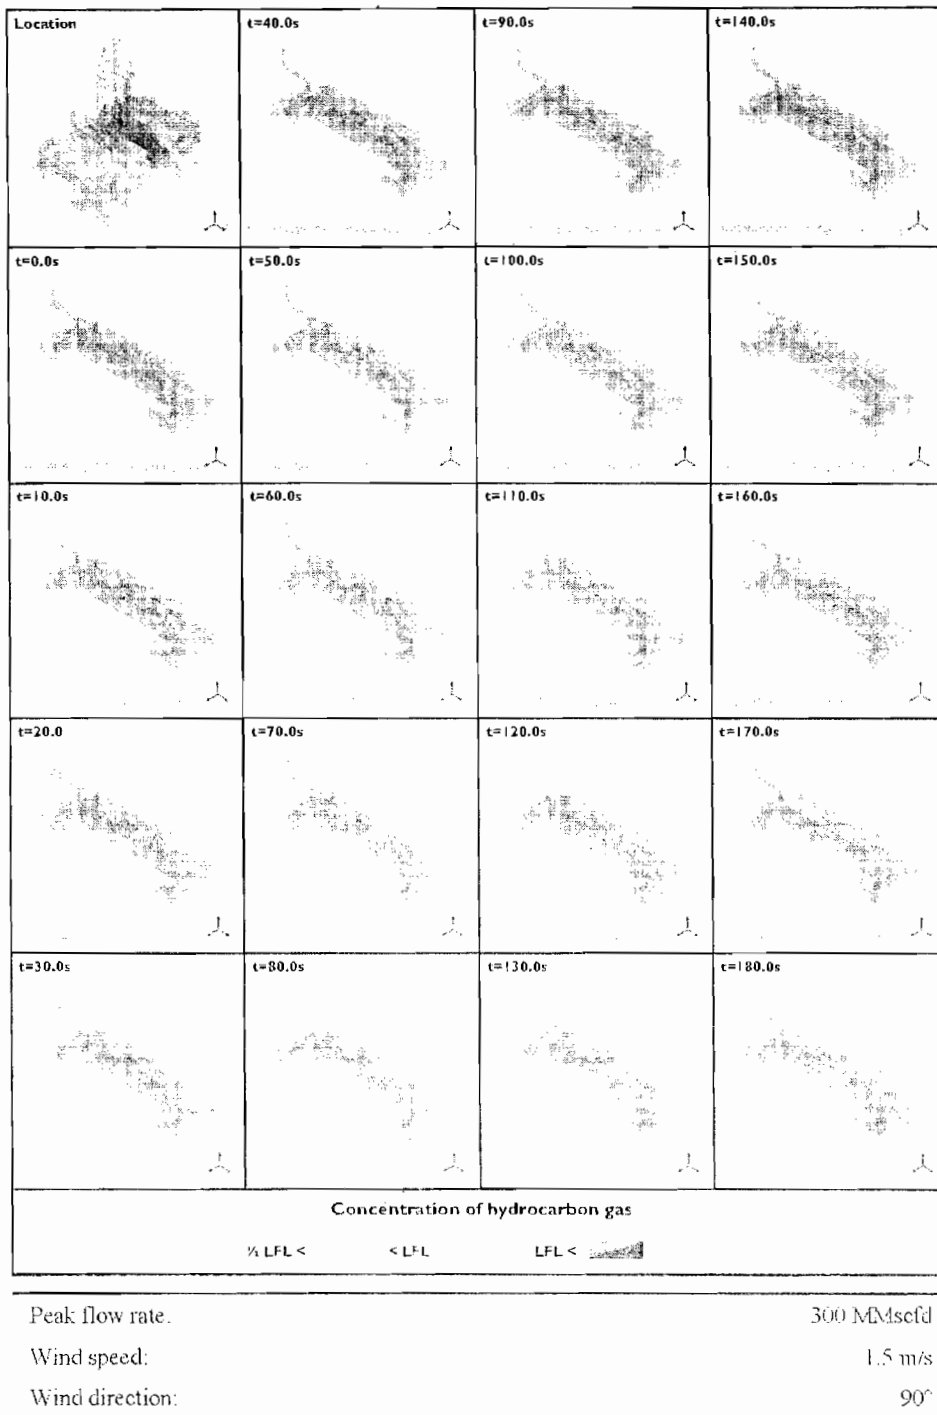 Location t=40.0s t=90.0s t=140.0s
t=0.0s t=50.0s t=100.0s t=150.0s
t=10.0s t=60.0s t=110.0s t=160.0s
t=20.0 t=70.0s t=120.0s t=170.0s
t=30.0s t=80.0s t=130.0s t=180.0s
Concentration of hydrocarbon gas
½ LFL < < LFL LFL <
Peak flow rate: 300 MMscfd
Wind speed: 1.5 m/s
Wind direction: 90°